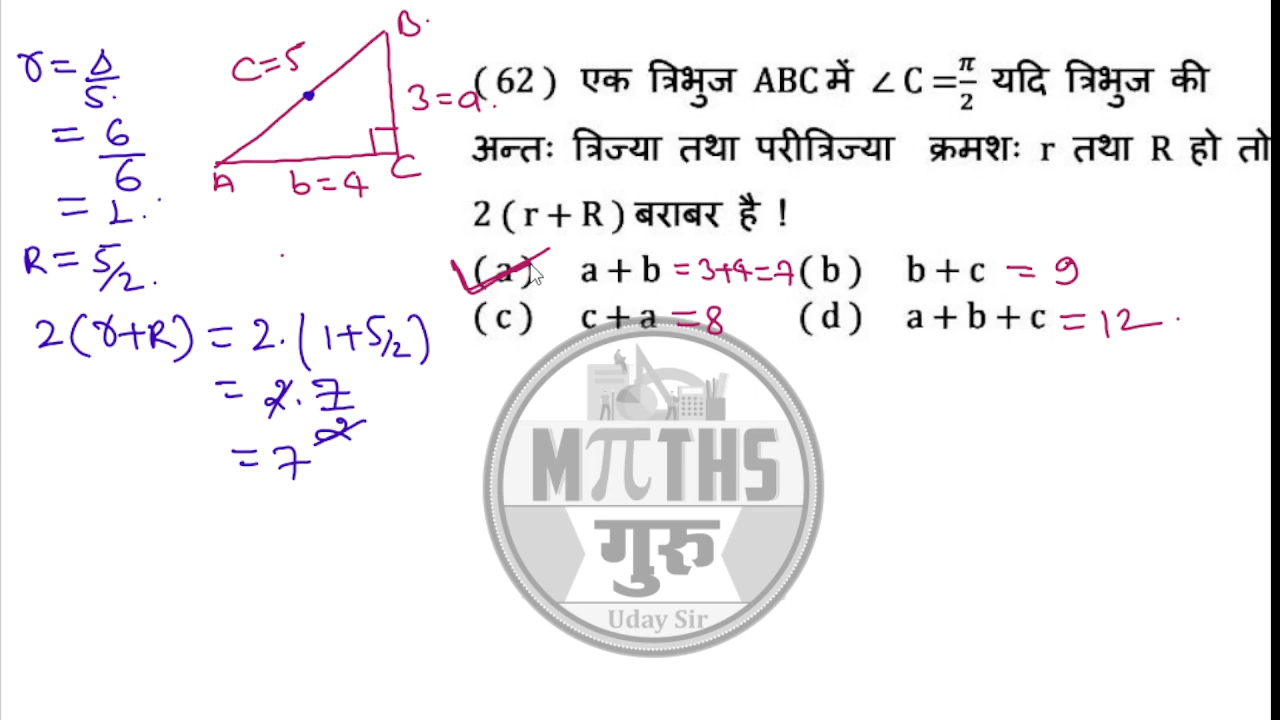 (62) एक त्रिभुज ABC में ∠C = π/2 यदि त्रिभुज की
अन्तः त्रिज्या तथा परीत्रिज्या क्रमशः r तथा R हो तो
2 ( r + R ) बराबर है !
(a) a + b = 3+4=7 (b) b + c = 9
(c) c + a = 8 (d) a + b + c = 12
r = Δ/s
= 6/6
= 1
R = 5/2
2(r+R) = 2.(1+5/2)
= 2.7/2
= 7
C=5
B
3=a
A
b=4
C
MπTHS
गुरु
Uday Sir